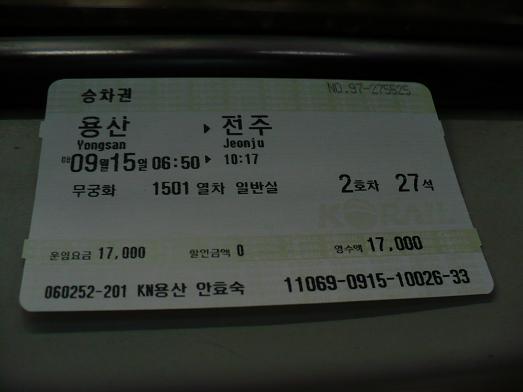 승차권 NO.97-275525
용산 ▶ 전주
Yongsan Jeonju
09월15일 06:50 ▶ 10:17
무궁화 1501 열차 일반실 2호차 27석
KORAIL
운임요금 17,000 할인금액 0 영수액 17,000
060252-201 KN용산 안효숙 11069-0915-10026-33